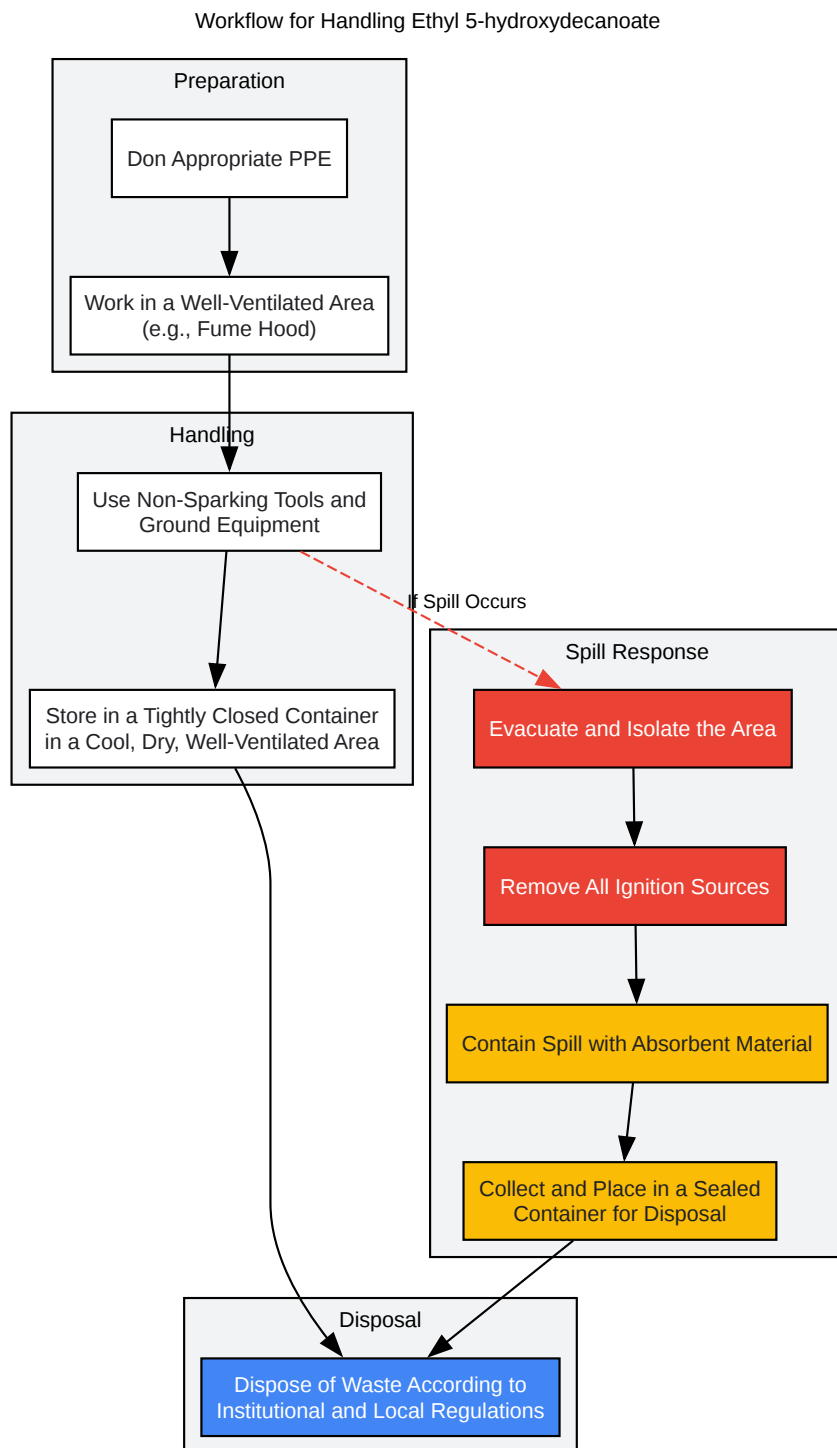 Workflow for Handling Ethyl 5-hydroxydecanoate
Preparation
Don Appropriate PPE
Work in a Well-Ventilated Area
(e.g., Fume Hood)
Handling
Use Non-Sparking Tools and
Ground Equipment
If Spill Occurs
Store in a Tightly Closed Container
in a Cool, Dry, Well-Ventilated Area
Spill Response
Evacuate and Isolate the Area
Remove All Ignition Sources
Contain Spill with Absorbent Material
Collect and Place in a Sealed
Container for Disposal
Disposal
Dispose of Waste According to
Institutional and Local Regulations